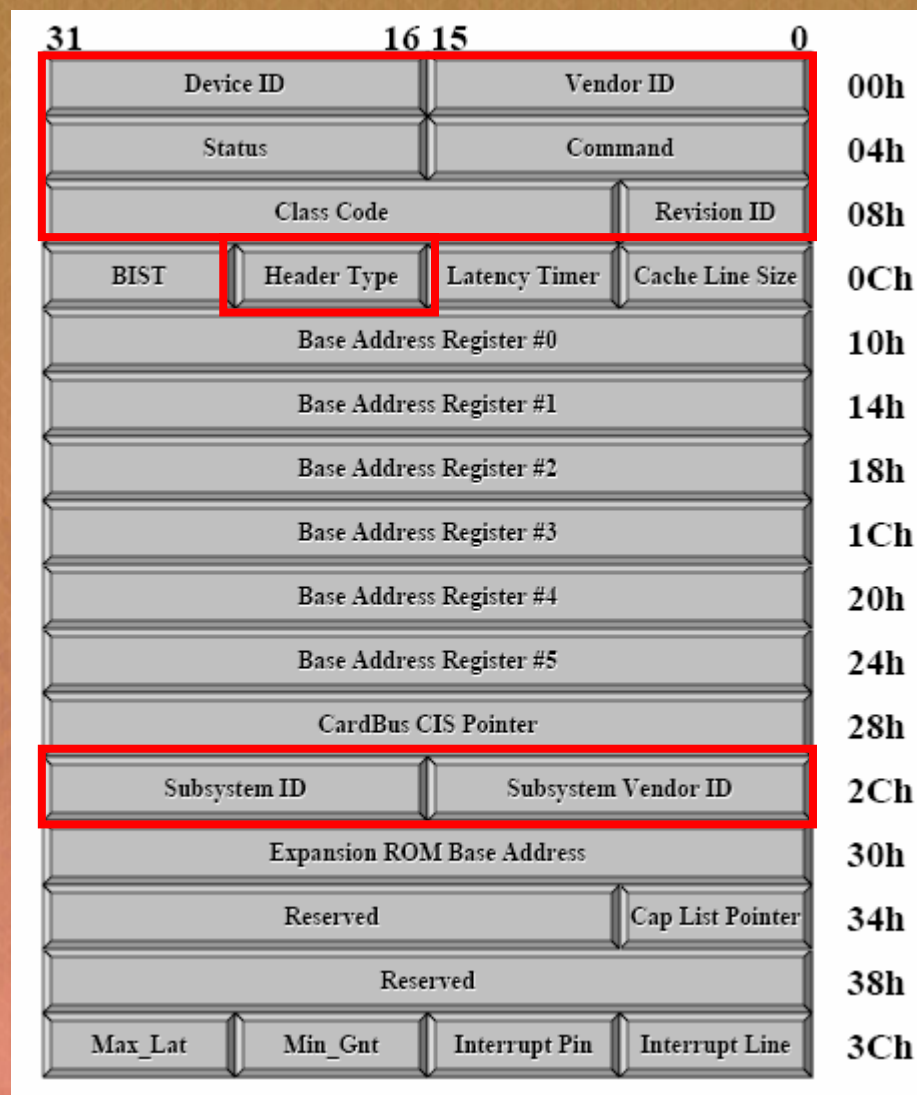 31 16 15 0
Device ID Vendor ID 00h
Status Command 04h
Class Code Revision ID 08h
BIST Header Type Latency Timer Cache Line Size 0Ch
Base Address Register #0 10h
Base Address Register #1 14h
Base Address Register #2 18h
Base Address Register #3 1Ch
Base Address Register #4 20h
Base Address Register #5 24h
CardBus CIS Pointer 28h
Subsystem ID Subsystem Vendor ID 2Ch
Expansion ROM Base Address 30h
Reserved Cap List Pointer 34h
Reserved 38h
Max_Lat Min_Gnt Interrupt Pin Interrupt Line 3Ch